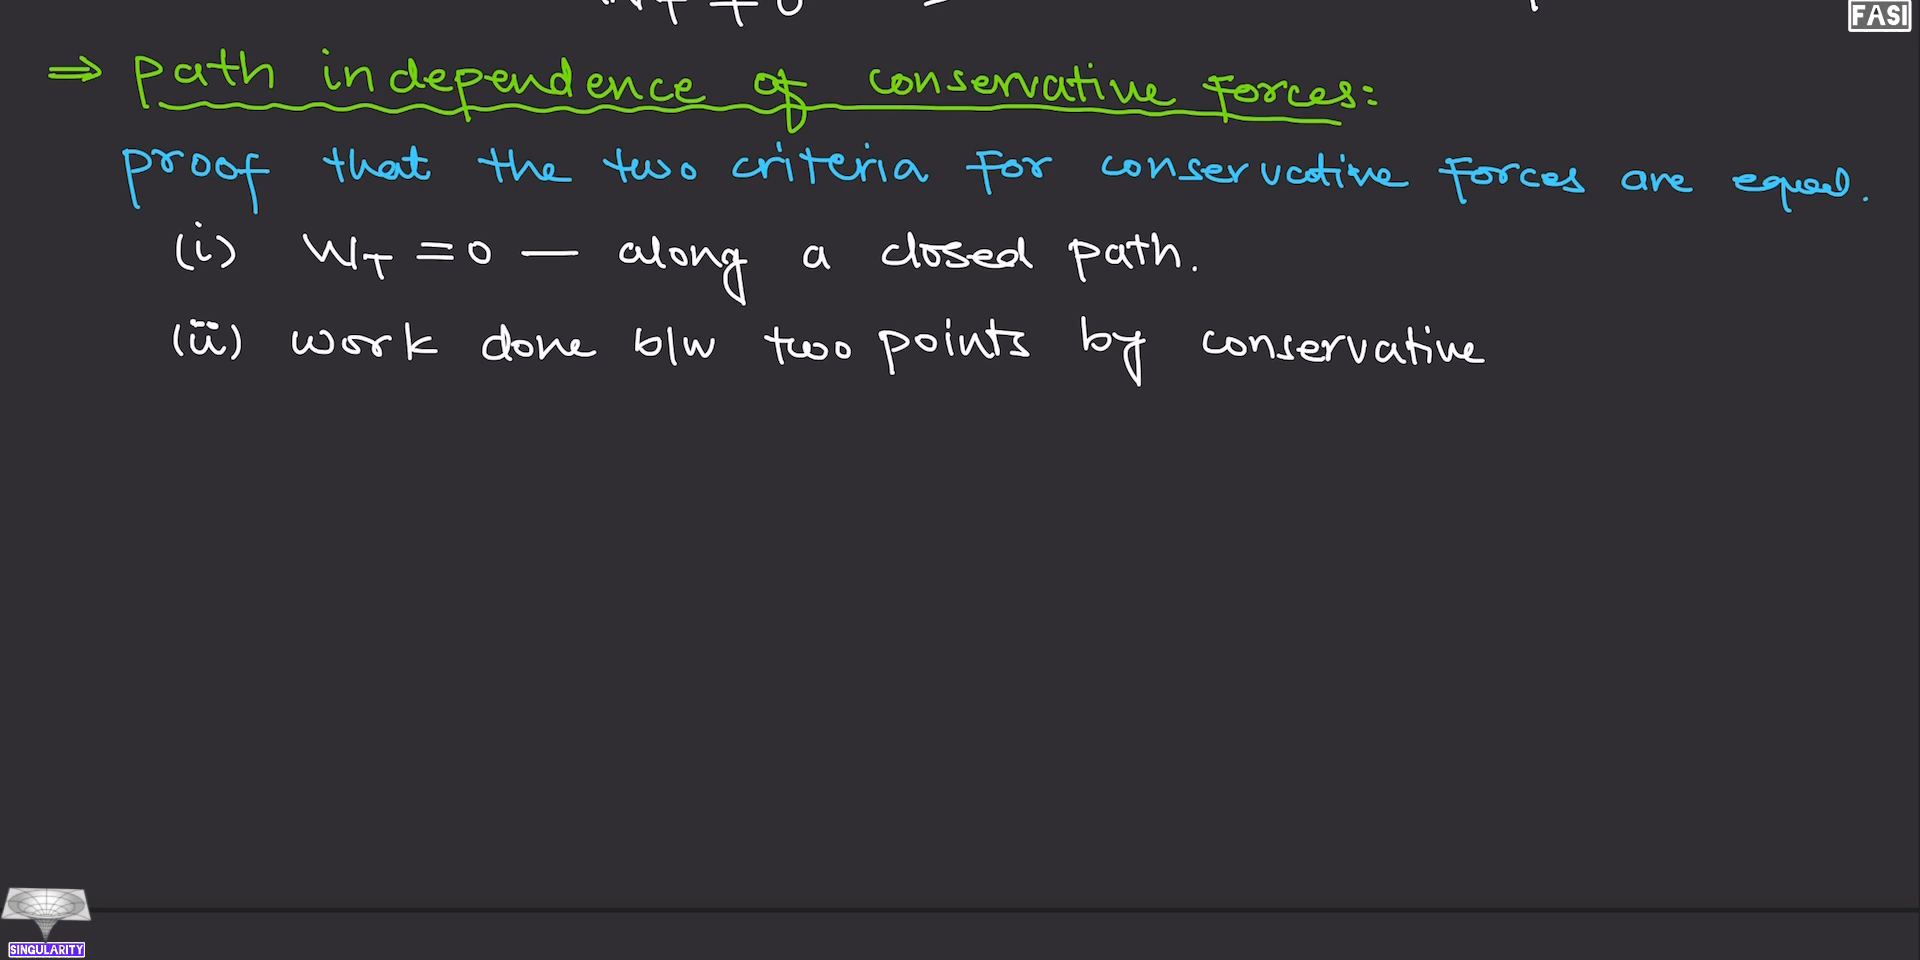 FASI
⇒ Path independence of conservative forces:
proof that the two criteria for conservative forces are equal.
(i) W_T = 0 — along a closed path.
(ii) work done b/w two points by conservative
SINGULARITY